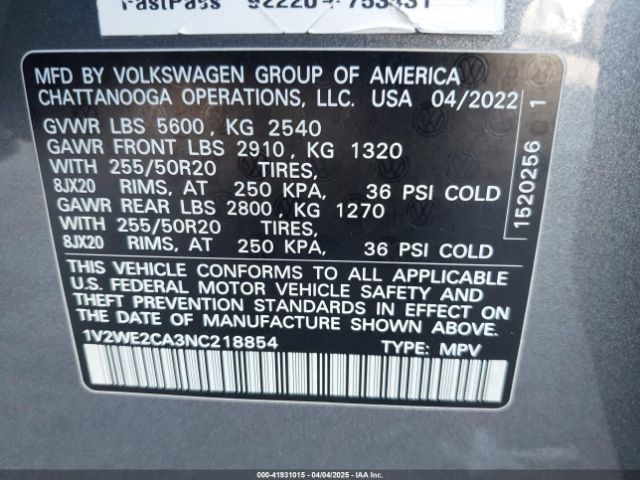 FastPass
MFD BY VOLKSWAGEN GROUP OF AMERICA
CHATTANOOGA OPERATIONS, LLC. USA 04/2022
GVWR LBS 5600, KG 2540
GAWR FRONT LBS 2910, KG 1320
WITH 255/50R20 TIRES,
8JX20 RIMS, AT 250 KPA, 36 PSI COLD
GAWR REAR LBS 2800, KG 1270
WITH 255/50R20 TIRES,
8JX20 RIMS, AT 250 KPA, 36 PSI COLD
1520256 1
THIS VEHICLE CONFORMS TO ALL APPLICABLE
U.S. FEDERAL MOTOR VEHICLE SAFETY AND
THEFT PREVENTION STANDARDS IN EFFECT ON
THE DATE OF MANUFACTURE SHOWN ABOVE.
1V2WE2CA3NC218854 TYPE: MPV
000-41931015 - 04/04/2025 - IAAI, Inc.